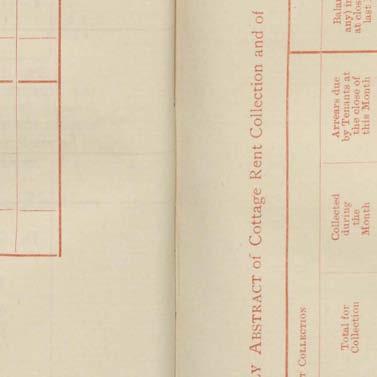 Y ABSTRACT of Cottage Rent Collection and of
T COLLECTION
Total for
Collection
Collected
during
the
Month
Arrears due
by Tenants at
the close of
this Month
any) in
at clos
last